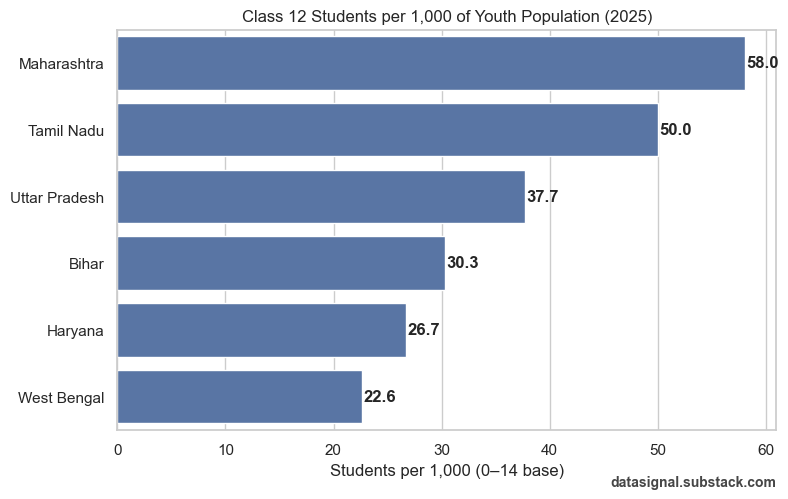 Class 12 Students per 1,000 of Youth Population (2025)
Maharashtra
58.0
Tamil Nadu
50.0
Uttar Pradesh
37.7
Bihar
30.3
Haryana
26.7
West Bengal
22.6
0 10 20 30 40 50 60
Students per 1,000 (0–14 base)
datasignal.substack.com